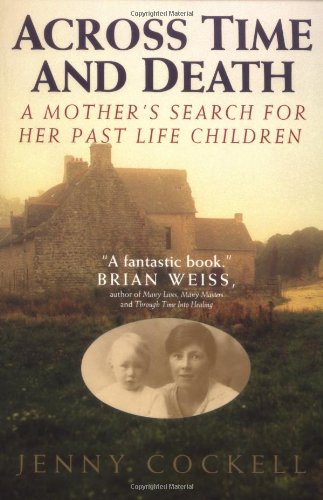 ACROSS TIME
AND DEATH
A MOTHER'S SEARCH FOR
HER PAST LIFE CHILDREN
"A fantastic book."
BRIAN WEISS,
author of Many Lives, Many Masters
and Through Time Into Healing
JENNY COCKELL